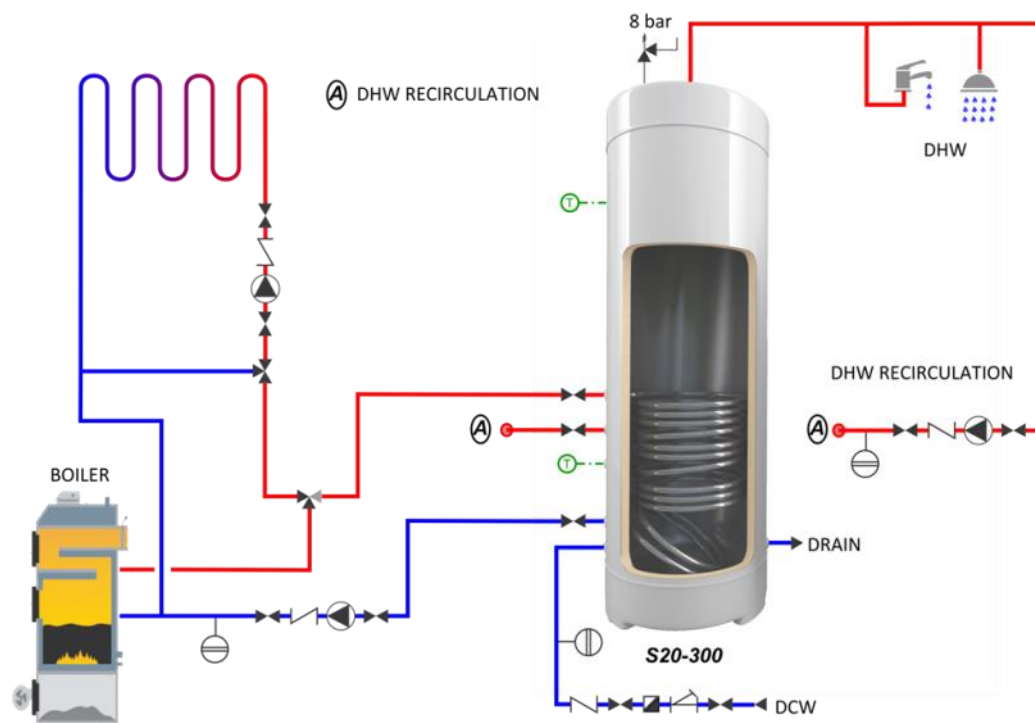 8 bar
Ⓐ DHW RECIRCULATION
DHW
T
DHW RECIRCULATION
A
A
T
BOILER
DRAIN
S20-300
DCW